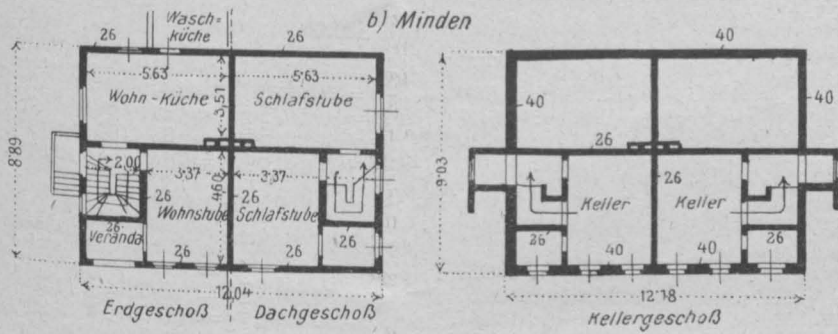 b) Minden
Wasch=
küche
26
26
5,63
5,63
Wohn-Küche
3,51
Schlafstube
8,89
2,00
3,37
3,37
4,60
26
26
Wohnstube
Schlafstube
26
Veranda
26
26
26
12,04
Erdgeschoß
Dachgeschoß
40
40
40
9,03
26
26
Keller
Keller
26
40
40
26
12,18
Kellergeschoß